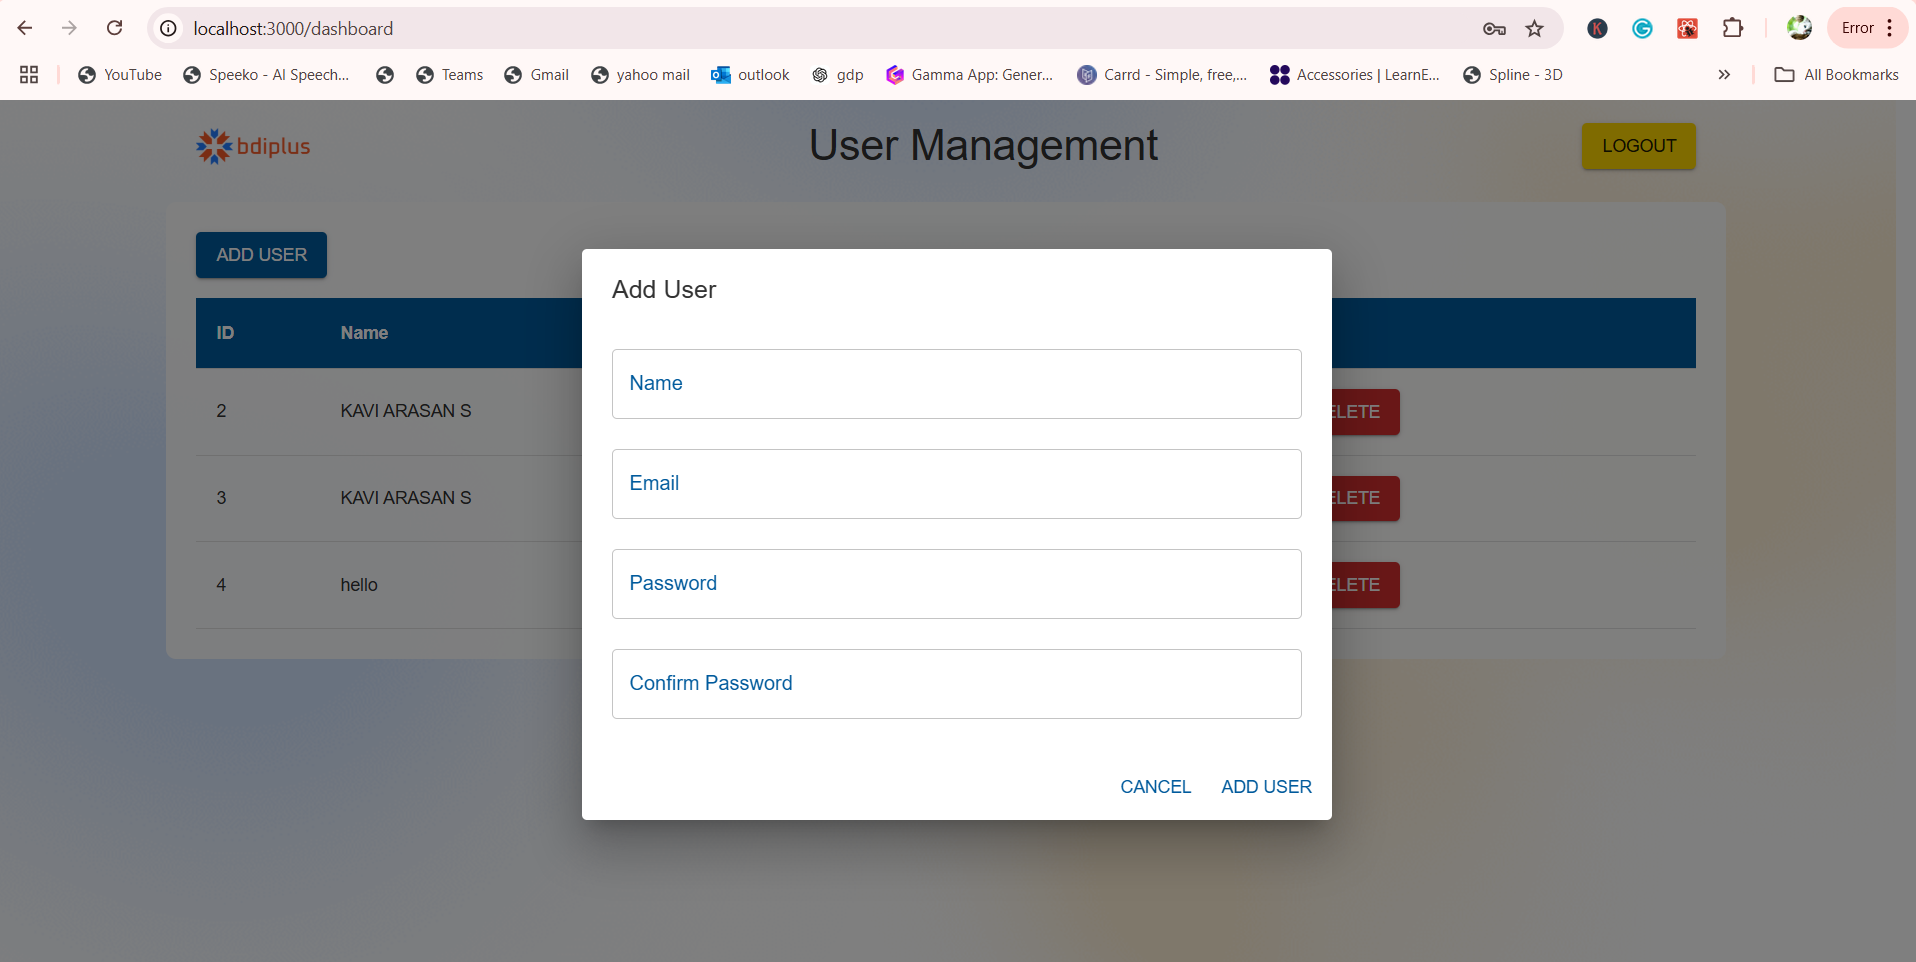 localhost:3000/dashboard
Error
YouTube
Speeko - AI Speech...
Teams
Gmail
yahoo mail
outlook
gdp
Gamma App: Gener...
Carrd - Simple, free,...
Accessories | LearnE...
Spline - 3D
All Bookmarks
bdiplus
User Management
LOGOUT
ADD USER
ID Name
2 KAVI ARASAN S
3 KAVI ARASAN S
4 hello
ELETE
ELETE
ELETE
Add User
Name
Email
Password
Confirm Password
CANCEL ADD USER